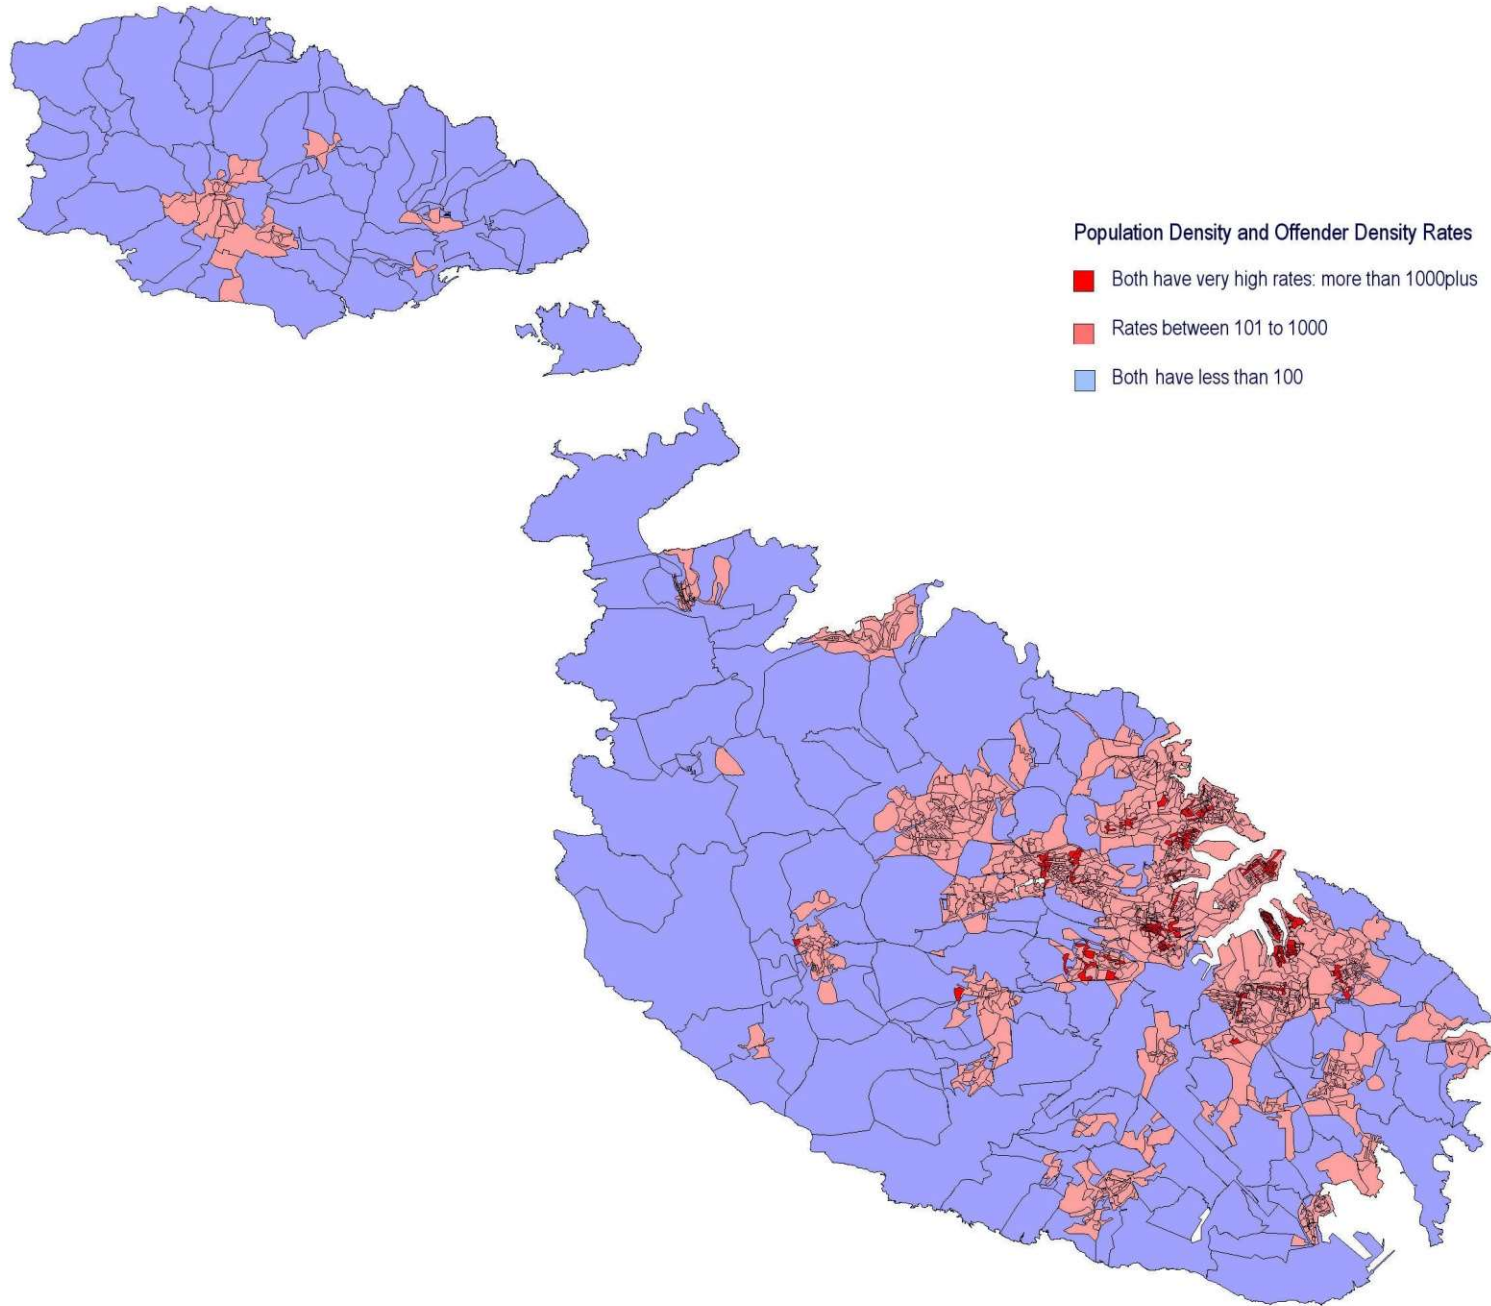 Population Density and Offender Density Rates
Both have very high rates: more than 1000plus
Rates between 101 to 1000
Both have less than 100